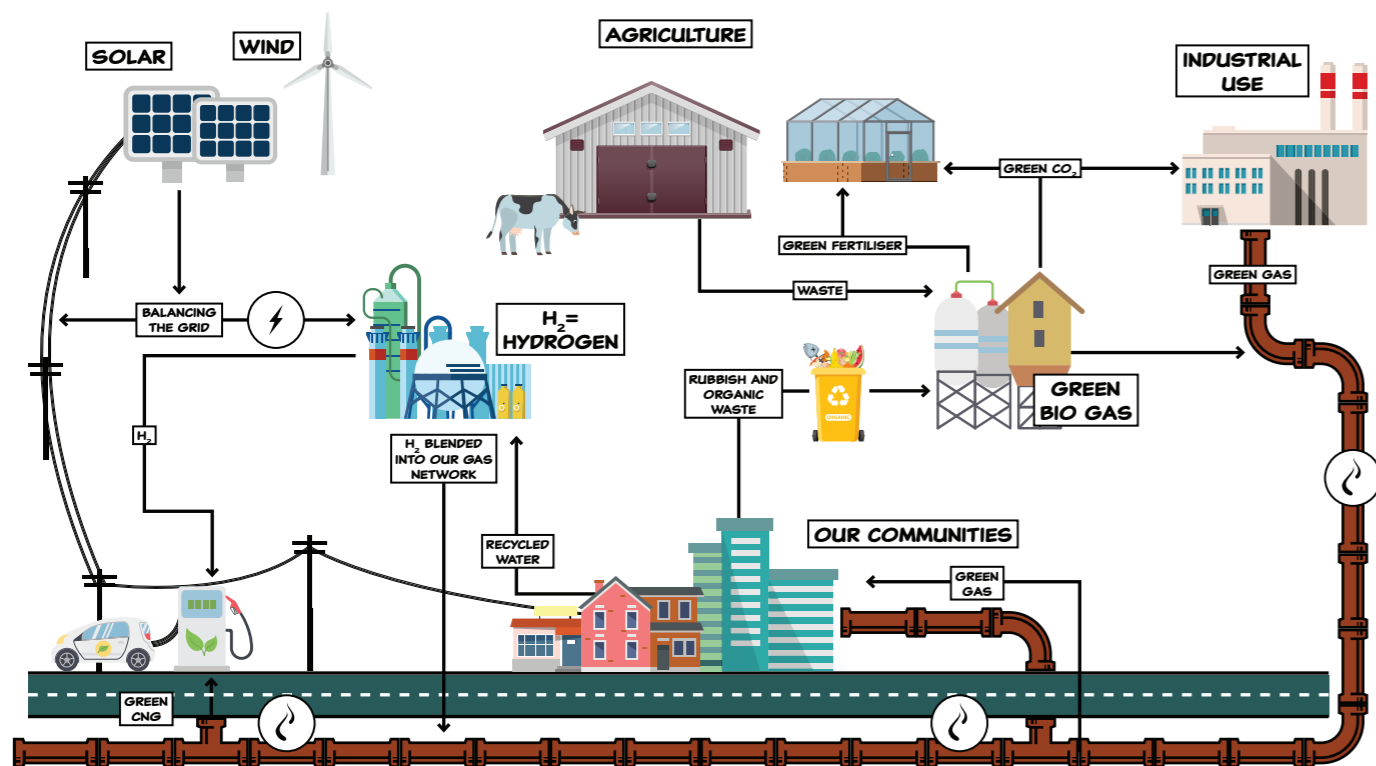 SOLAR
WIND
AGRICULTURE
INDUSTRIAL
USE
GREEN CO₂
GREEN FERTILISER
GREEN GAS
WASTE
BALANCING
THE GRID
H₂=
HYDROGEN
RUBBISH AND
ORGANIC
WASTE
ORGANIC
GREEN
BIO GAS
H₂
H₂ BLENDED
INTO OUR GAS
NETWORK
RECYCLED
WATER
OUR COMMUNITIES
GREEN
GAS
GREEN
CNG